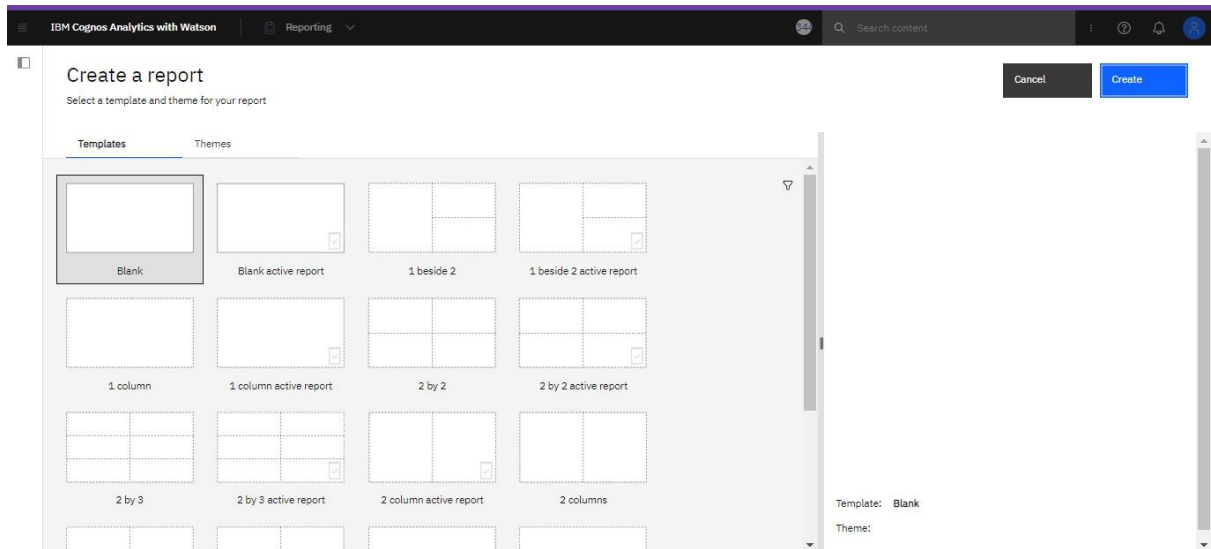 IBM Cognos Analytics with Watson
Reporting
344
Search content
Create a report
Select a template and theme for your report
Cancel
Create
Templates
Themes
Blank
Blank active report
1 beside 2
1 beside 2 active report
1 column
1 column active report
2 by 2
2 by 2 active report
2 by 3
2 by 3 active report
2 column active report
2 columns
Template: Blank
Theme: